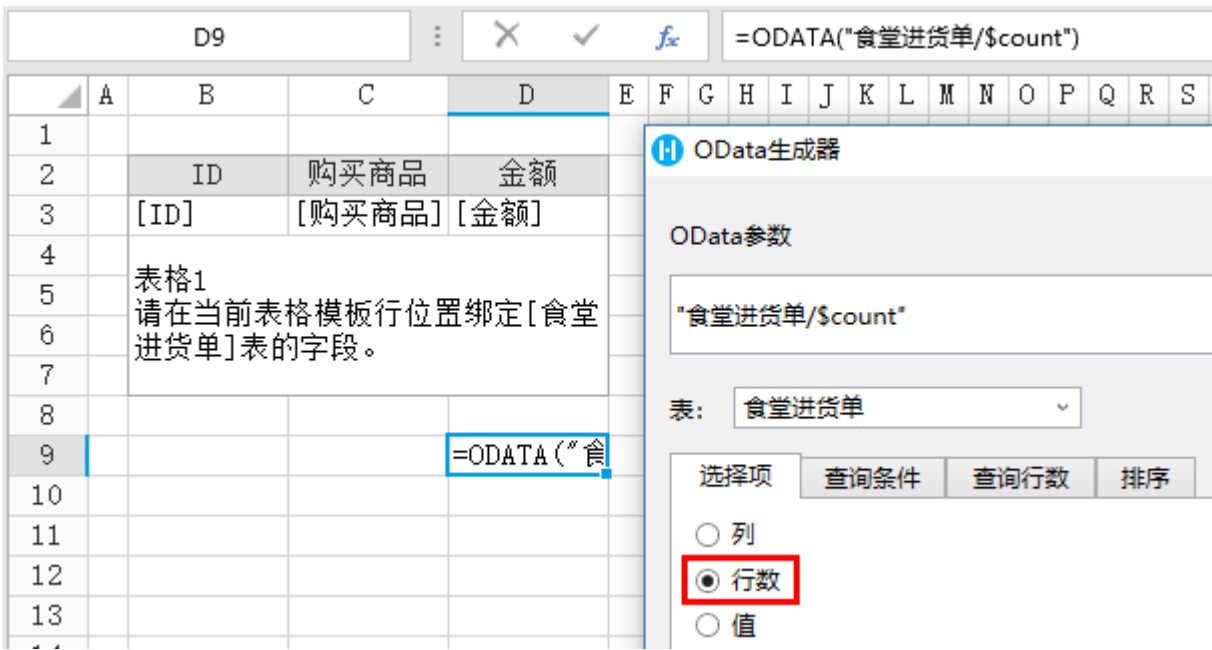 D9
fx
=ODATA("食堂进货单/$count")
A B C D E F G H I J K L M N O P Q R S
1
2 ID 购买商品 金额
3 [ID] [购买商品] [金额]
4
5
6
7
表格1
请在当前表格模板行位置绑定[食堂
进货单]表的字段。
8
9 =ODATA("食
10
11
12
13
OData生成器
OData参数
"食堂进货单/$count"
表: 食堂进货单
选择项 查询条件 查询行数 排序
列
行数
值